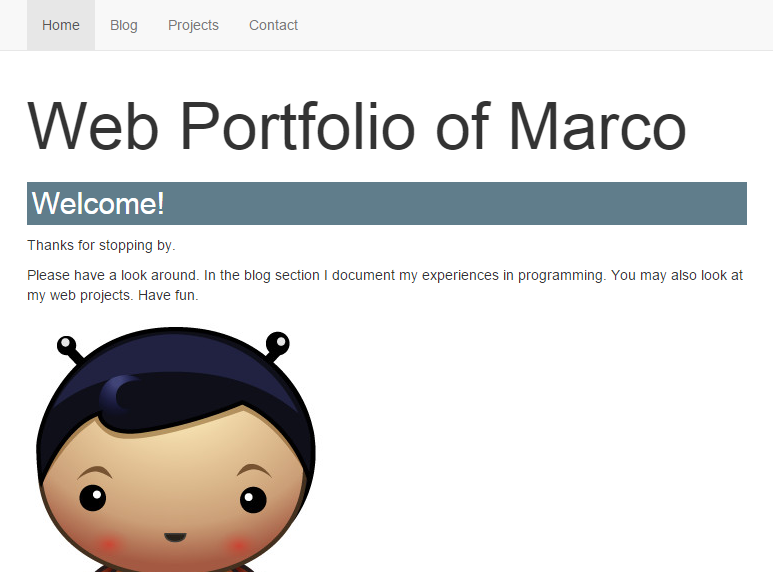 Home Blog Projects Contact
Web Portfolio of Marco
Welcome!
Thanks for stopping by.
Please have a look around. In the blog section I document my experiences in programming. You may also look at
my web projects. Have fun.